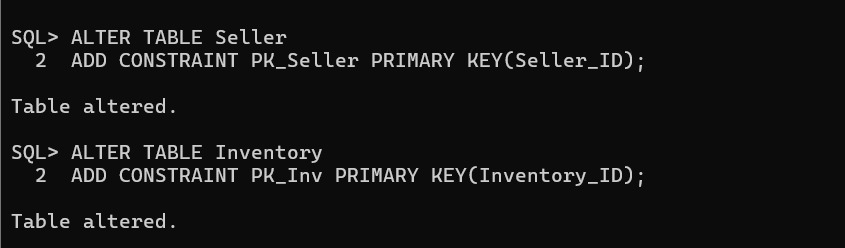 SQL> ALTER TABLE Seller
  2  ADD CONSTRAINT PK_Seller PRIMARY KEY(Seller_ID);
Table altered.
SQL> ALTER TABLE Inventory
  2  ADD CONSTRAINT PK_Inv PRIMARY KEY(Inventory_ID);
Table altered.